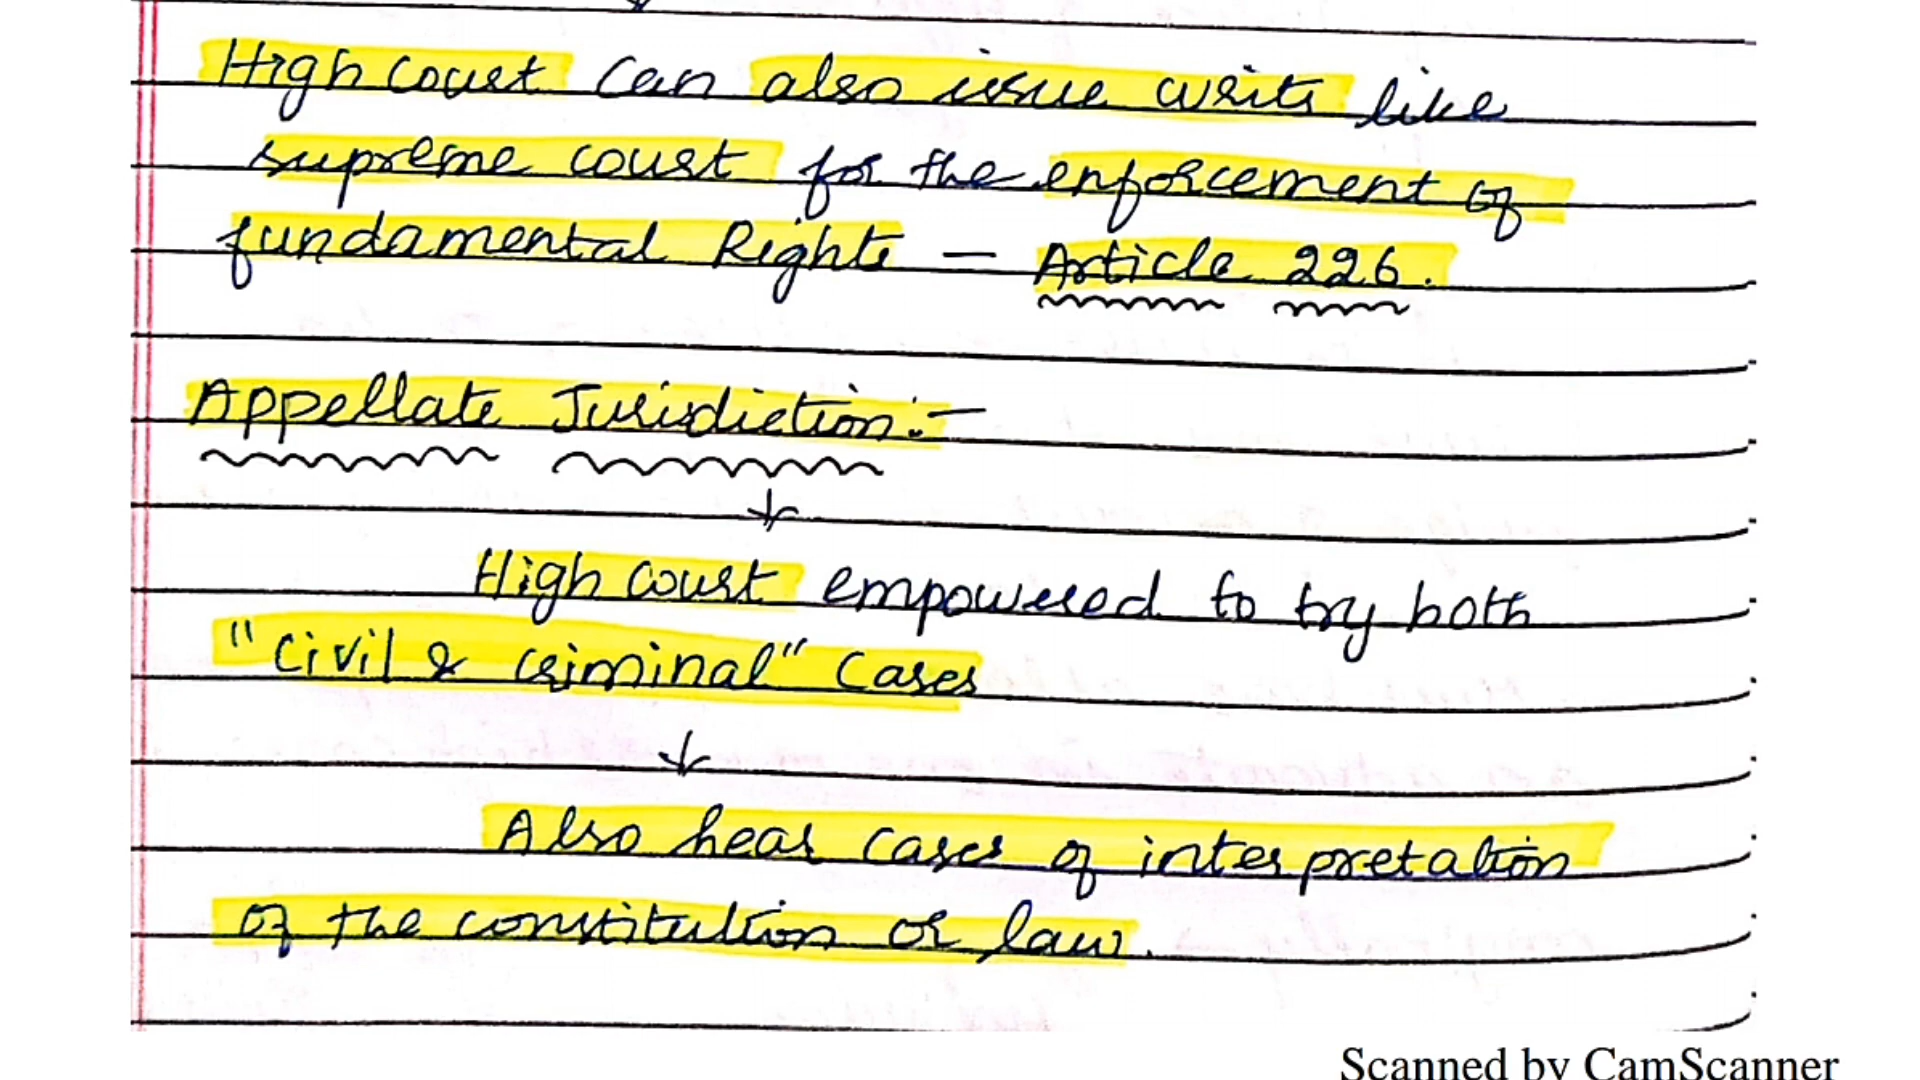 High court can also issue writs like
supreme court for the enforcement of
fundamental Rights — Article 226.
Appellate Jurisdiction:-
↓
High court empowered to try both
"civil & criminal" Cases
↓
Also hear cases of interpretation
of the constitution or law.
Scanned by CamScanner